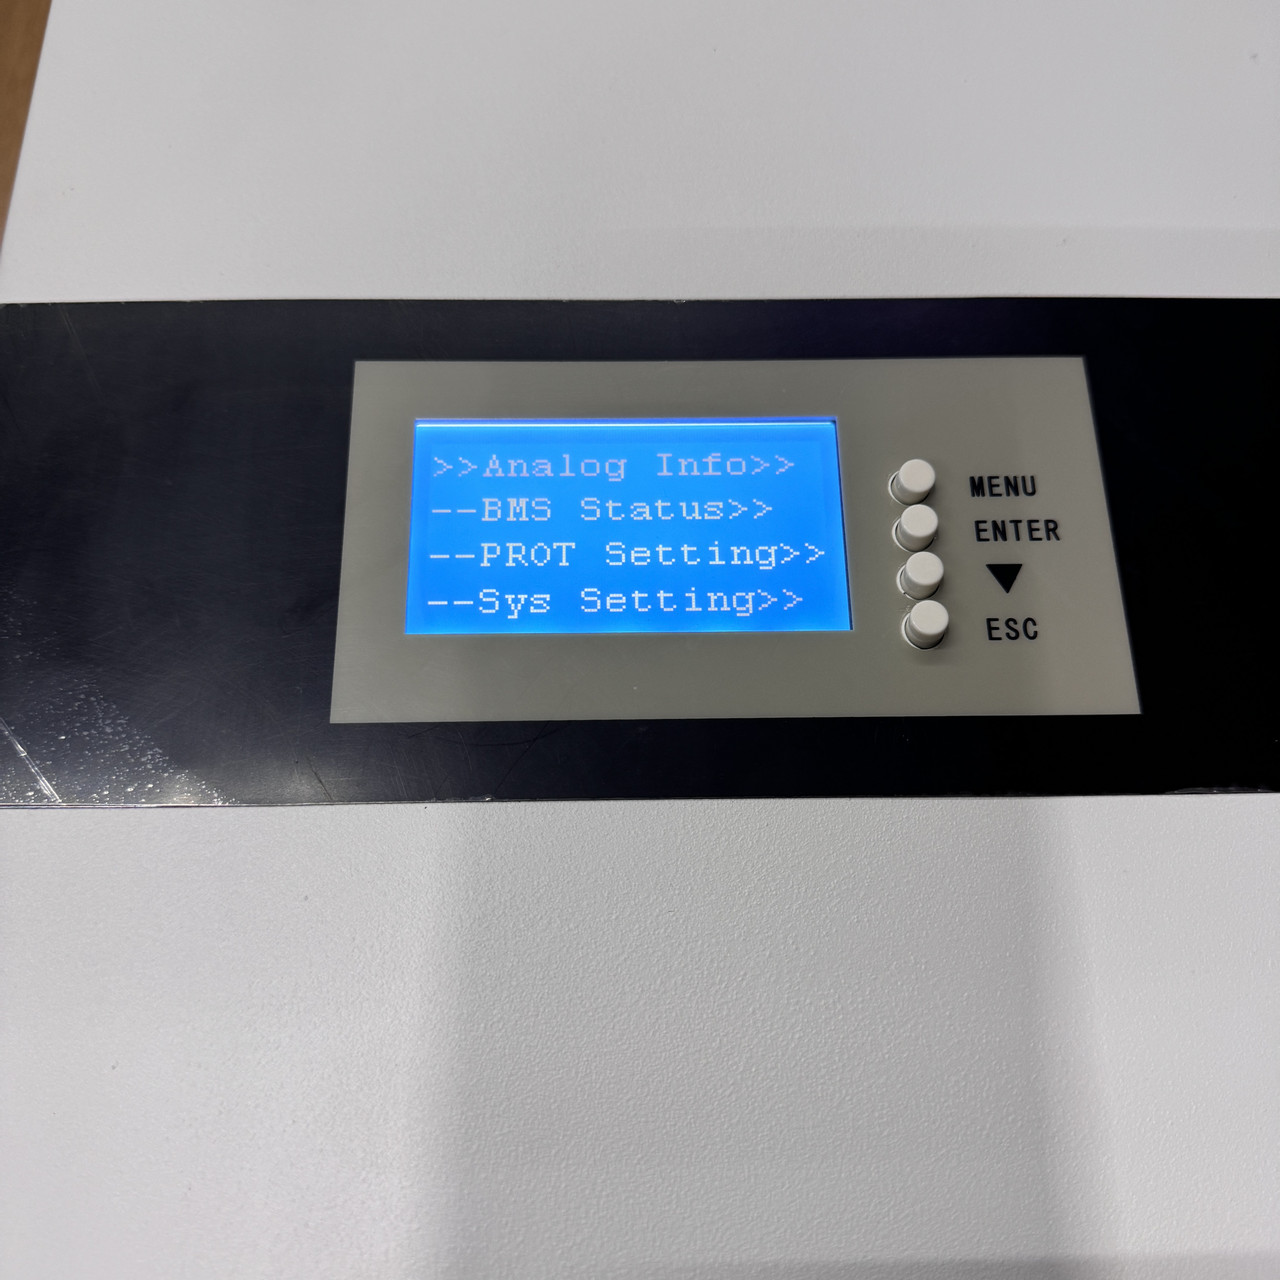 >>Analog Info>>
--BMS Status>>
--PROT Setting>>
--Sys Setting>>
MENU
ENTER
▼
ESC